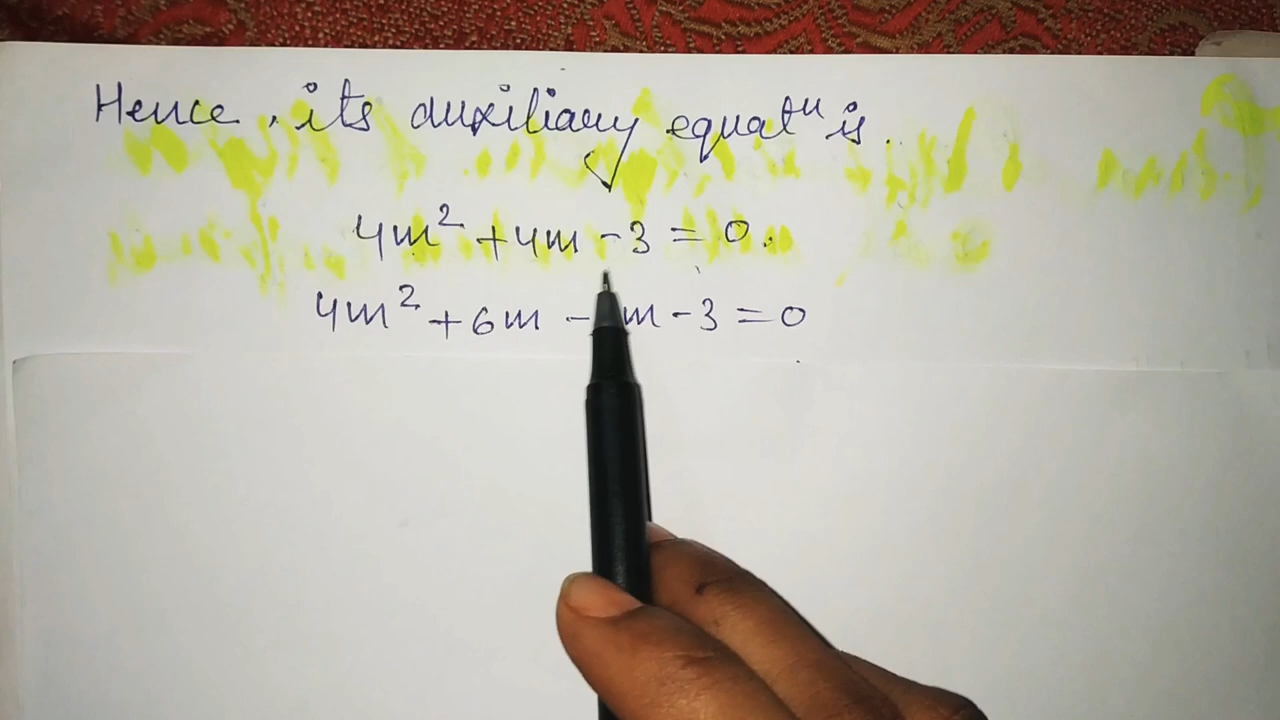 Hence, its auxiliary equatⁿ is.
4m² + 4m - 3 = 0.
4m² + 6m - m - 3 = 0